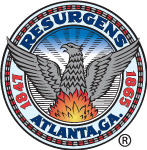 RESURGENS
1847 1865
ATLANTA, GA.
®